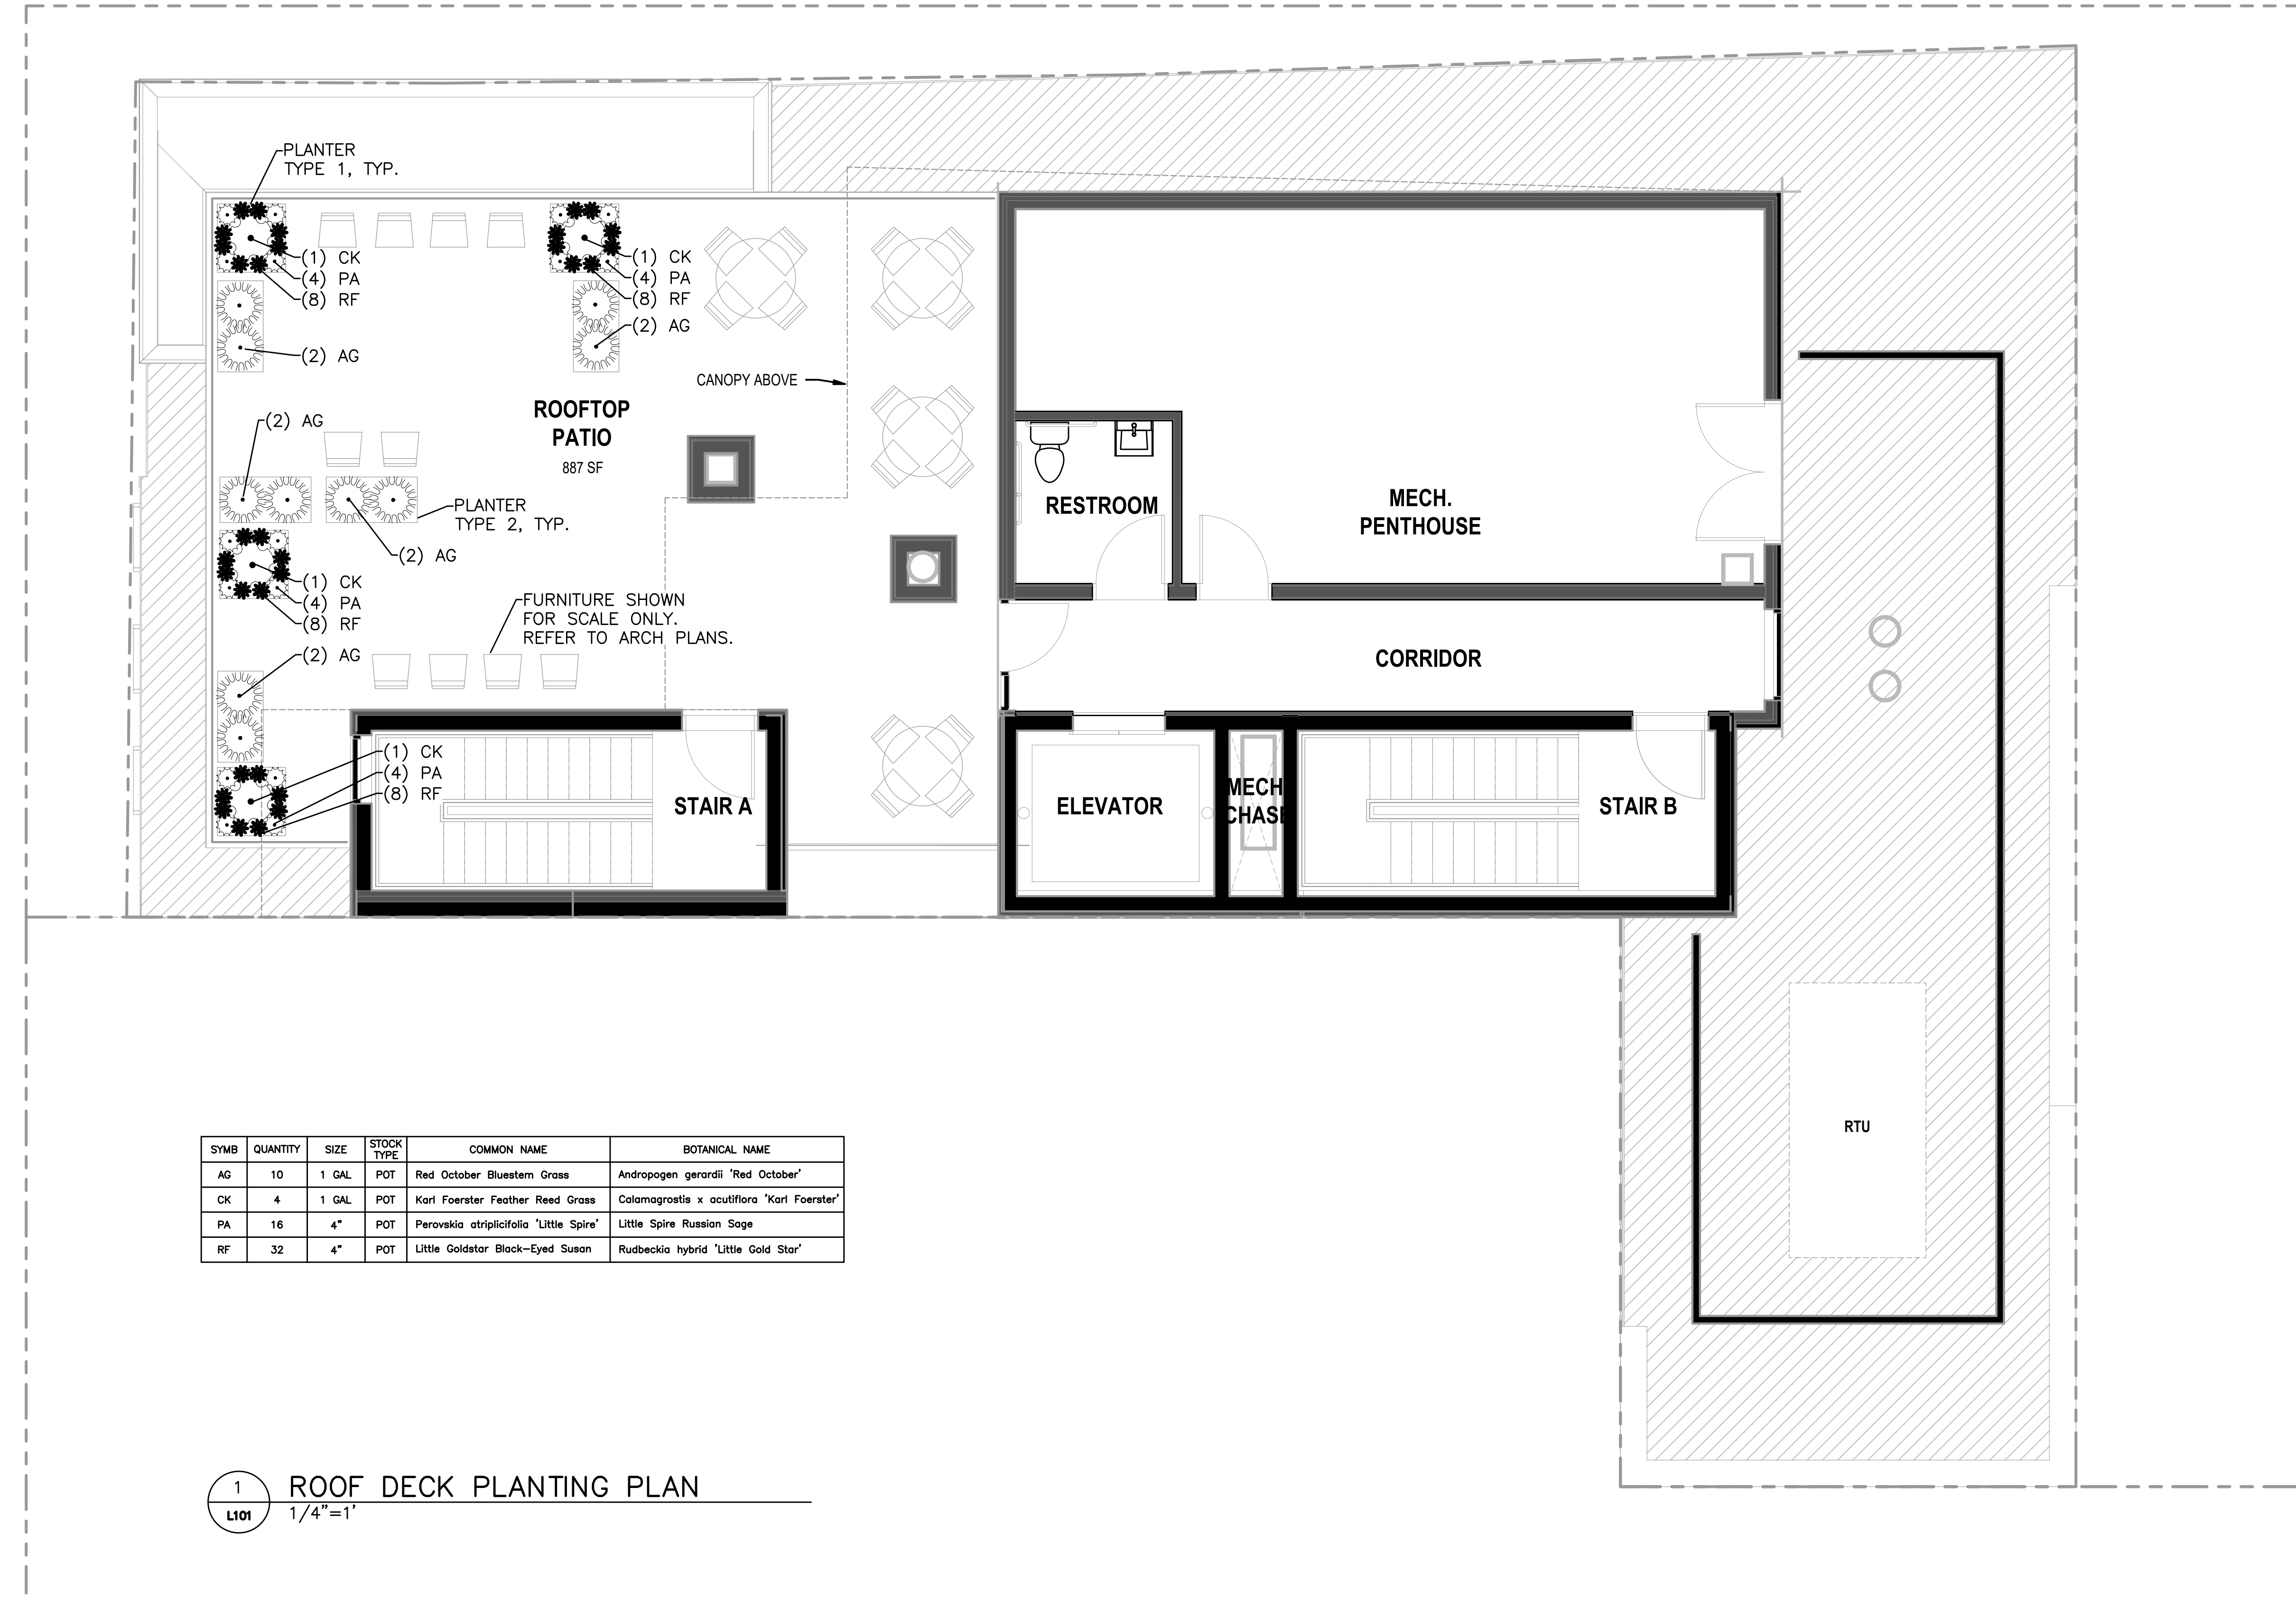 PLANTER
TYPE 1, TYP.
(1) CK
(4) PA
(8) RF
(2) AG
(1) CK
(4) PA
(8) RF
(2) AG
CANOPY ABOVE
ROOFTOP
PATIO
887 SF
(2) AG
PLANTER
TYPE 2, TYP.
(2) AG
(1) CK
(4) PA
(8) RF
FURNITURE SHOWN
FOR SCALE ONLY.
REFER TO ARCH PLANS.
(2) AG
(1) CK
(4) PA
(8) RF
STAIR A
RESTROOM
MECH.
PENTHOUSE
CORRIDOR
ELEVATOR
MECH
CHASE
STAIR B
RTU
SYMB QUANTITY SIZE STOCK TYPE COMMON NAME BOTANICAL NAME
AG 10 1 GAL POT Red October Bluestem Grass Andropogen gerardii 'Red October'
CK 4 1 GAL POT Karl Foerster Feather Reed Grass Calamagrostis x acutiflora 'Karl Foerster'
PA 16 4" POT Perovskia atriplicifolia 'Little Spire' Little Spire Russian Sage
RF 32 4" POT Little Goldstar Black-Eyed Susan Rudbeckia hybrid 'Little Gold Star'
1
L101
ROOF DECK PLANTING PLAN
1/4"=1'